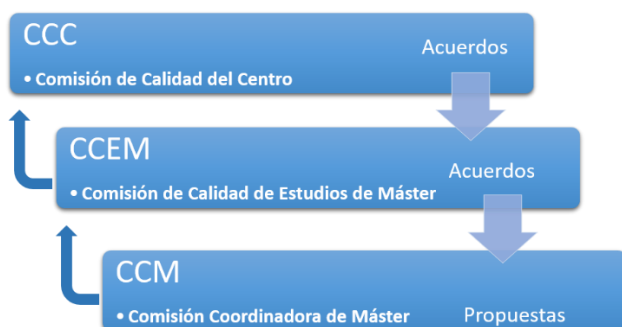 CCC
Acuerdos
• Comisión de Calidad del Centro
CCEM
Acuerdos
• Comisión de Calidad de Estudios de Máster
CCM
• Comisión Coordinadora de Máster
Propuestas